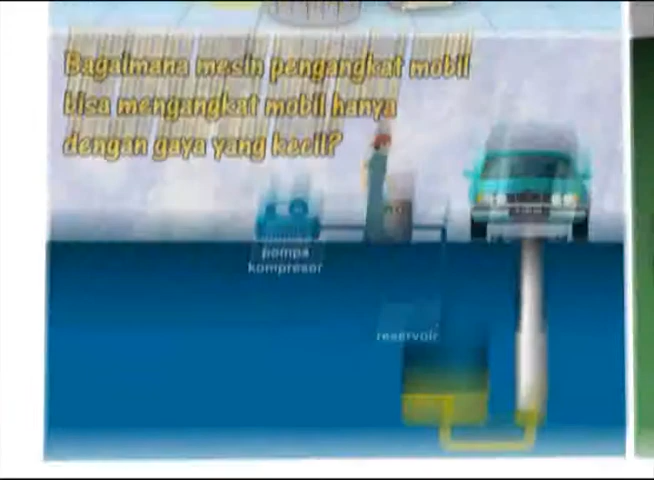 Bagaimana mesin pengangkat mobil
bisa mengangkat mobil hanya
dengan gaya yang kecil?
pompa
kompresor
reservoir